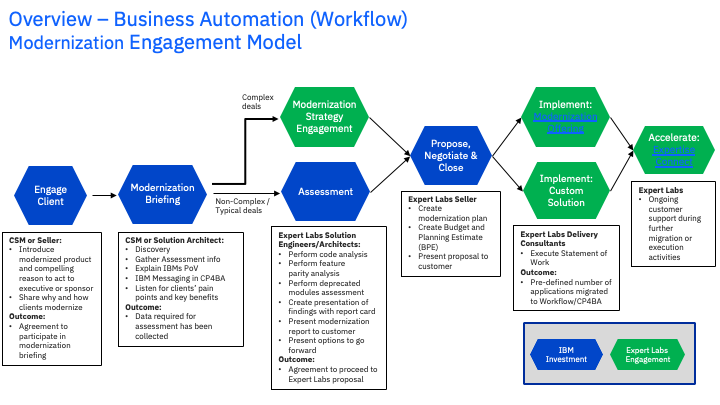 Overview – Business Automation (Workflow)
Modernization Engagement Model
Complex
deals
Modernization
Strategy
Engagement
Implement:
Modernization
Offering
Accelerate:
Expertise
Connect
Propose,
Negotiate &
Close
Engage
Client
Modernization
Briefing
Assessment
Implement:
Custom
Solution
Non-Complex /
Typical deals
CSM or Seller:
• Introduce
modernized product
and compelling
reason to act to
executive or sponsor
• Share why and how
clients modernize
Outcome:
• Agreement to
participate in
modernization
briefing
CSM or Solution Architect:
• Discovery
• Gather Assessment info
• Explain IBMs PoV
• IBM Messaging in CP4BA
• Listen for clients' pain
points and key benefits
Outcome:
• Data required for
assessment has been
collected
Expert Labs Solution
Engineers/Architects:
• Perform code analysis
• Perform feature
parity analysis
• Perform deprecated
modules assessment
• Create presentation of
findings with report card
• Present modernization
report to customer
• Present options to go
forward
Outcome:
• Agreement to proceed to
Expert Labs proposal
Expert Labs Seller
• Create
modernization plan
• Create Budget and
Planning Estimate
(BPE)
• Present proposal to
customer
Expert Labs Delivery
Consultants
• Execute Statement of
Work
Outcome:
• Pre-defined number of
applications migrated
to Workflow/CP4BA
Expert Labs
• Ongoing
customer
support during
further
migration or
execution
activities
IBM
Investment
Expert Labs
Engagement